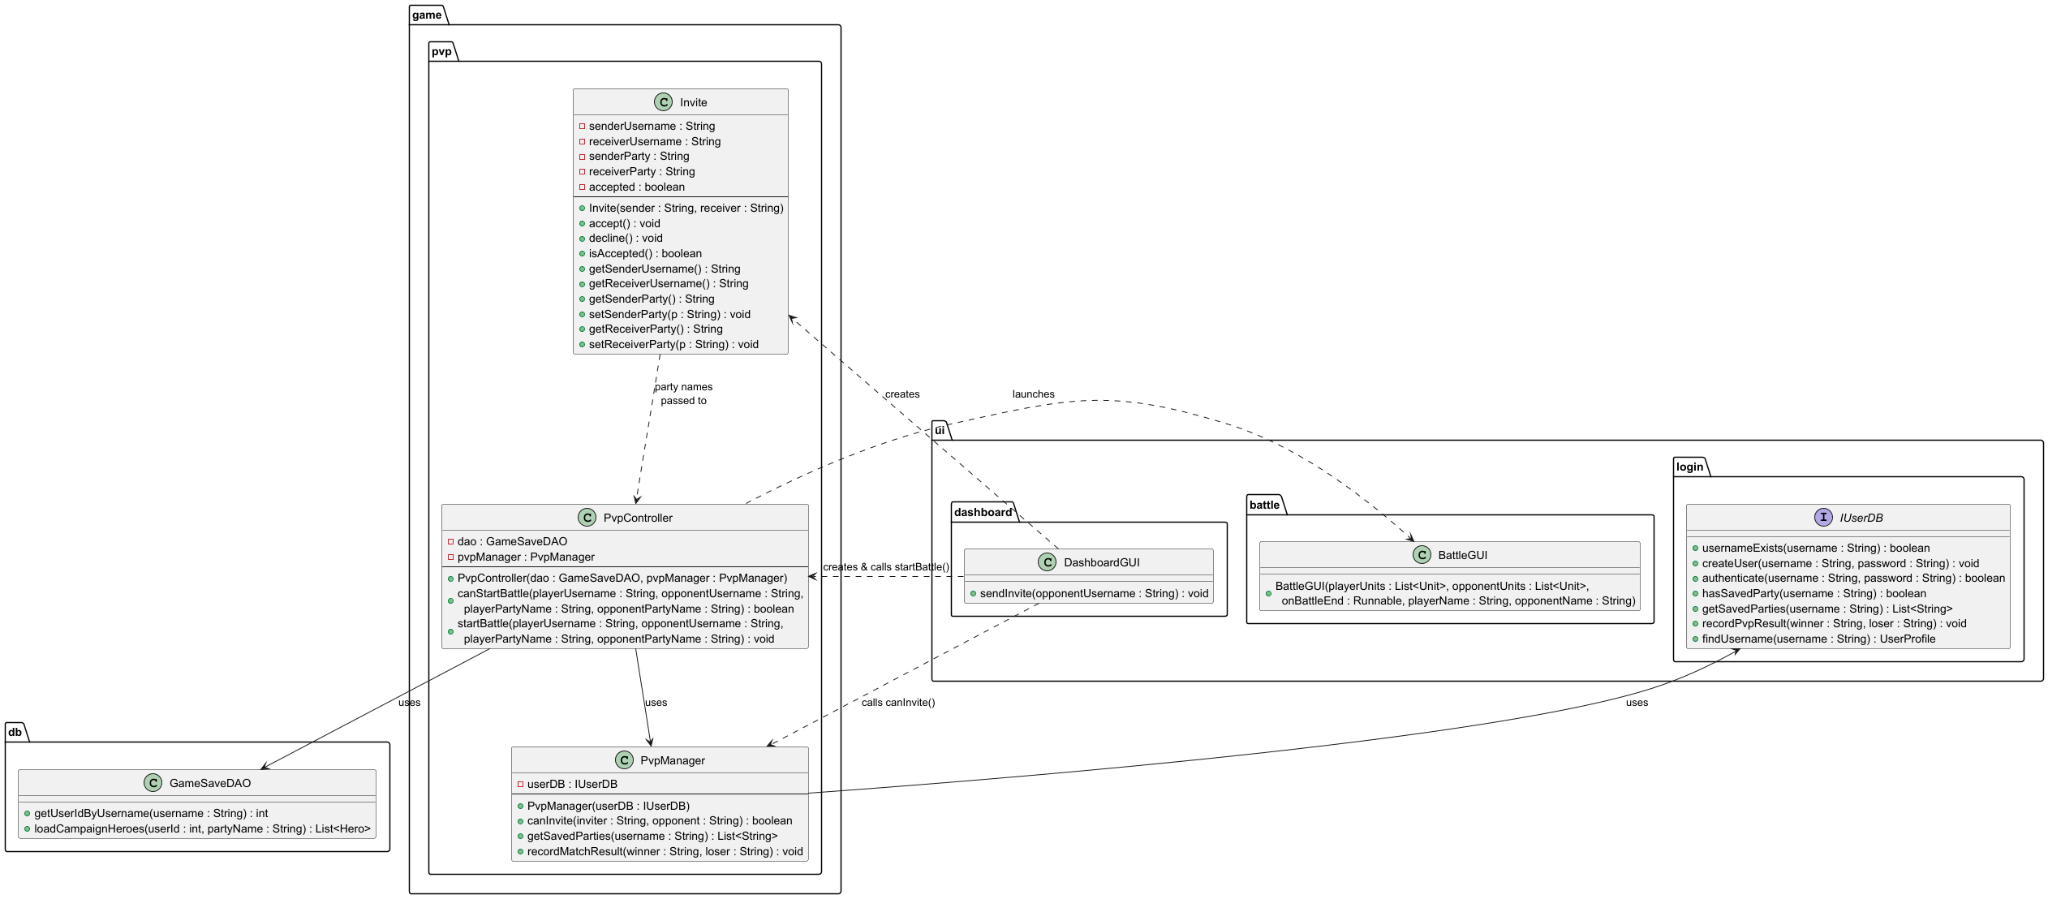 game
pvp
C Invite
senderUsername : String
receiverUsername : String
senderParty : String
receiverParty : String
accepted : boolean
Invite(sender : String, receiver : String)
accept() : void
decline() : void
isAccepted() : boolean
getSenderUsername() : String
getReceiverUsername() : String
getSenderParty() : String
setSenderParty(p : String) : void
getReceiverParty() : String
setReceiverParty(p : String) : void
party names
passed to
creates
launches
C PvpController
dao : GameSaveDAO
pvpManager : PvpManager
PvpController(dao : GameSaveDAO, pvpManager : PvpManager)
canStartBattle(playerUsername : String, opponentUsername : String,
playerPartyName : String, opponentPartyName : String) : boolean
startBattle(playerUsername : String, opponentUsername : String,
playerPartyName : String, opponentPartyName : String) : void
creates & calls startBattle()
ui
dashboard
C DashboardGUI
sendInvite(opponentUsername : String) : void
battle
C BattleGUI
BattleGUI(playerUnits : List<Unit>, opponentUnits : List<Unit>,
onBattleEnd : Runnable, playerName : String, opponentName : String)
login
I IUserDB
usernameExists(username : String) : boolean
createUser(username : String, password : String) : void
authenticate(username : String, password : String) : boolean
hasSavedParty(username : String) : boolean
getSavedParties(username : String) : List<String>
recordPvpResult(winner : String, loser : String) : void
findUsername(username : String) : UserProfile
uses
uses
calls canInvite()
uses
db
C GameSaveDAO
getUserIdByUsername(username : String) : int
loadCampaignHeroes(userId : int, partyName : String) : List<Hero>
C PvpManager
userDB : IUserDB
PvpManager(userDB : IUserDB)
canInvite(inviter : String, opponent : String) : boolean
getSavedParties(username : String) : List<String>
recordMatchResult(winner : String, loser : String) : void